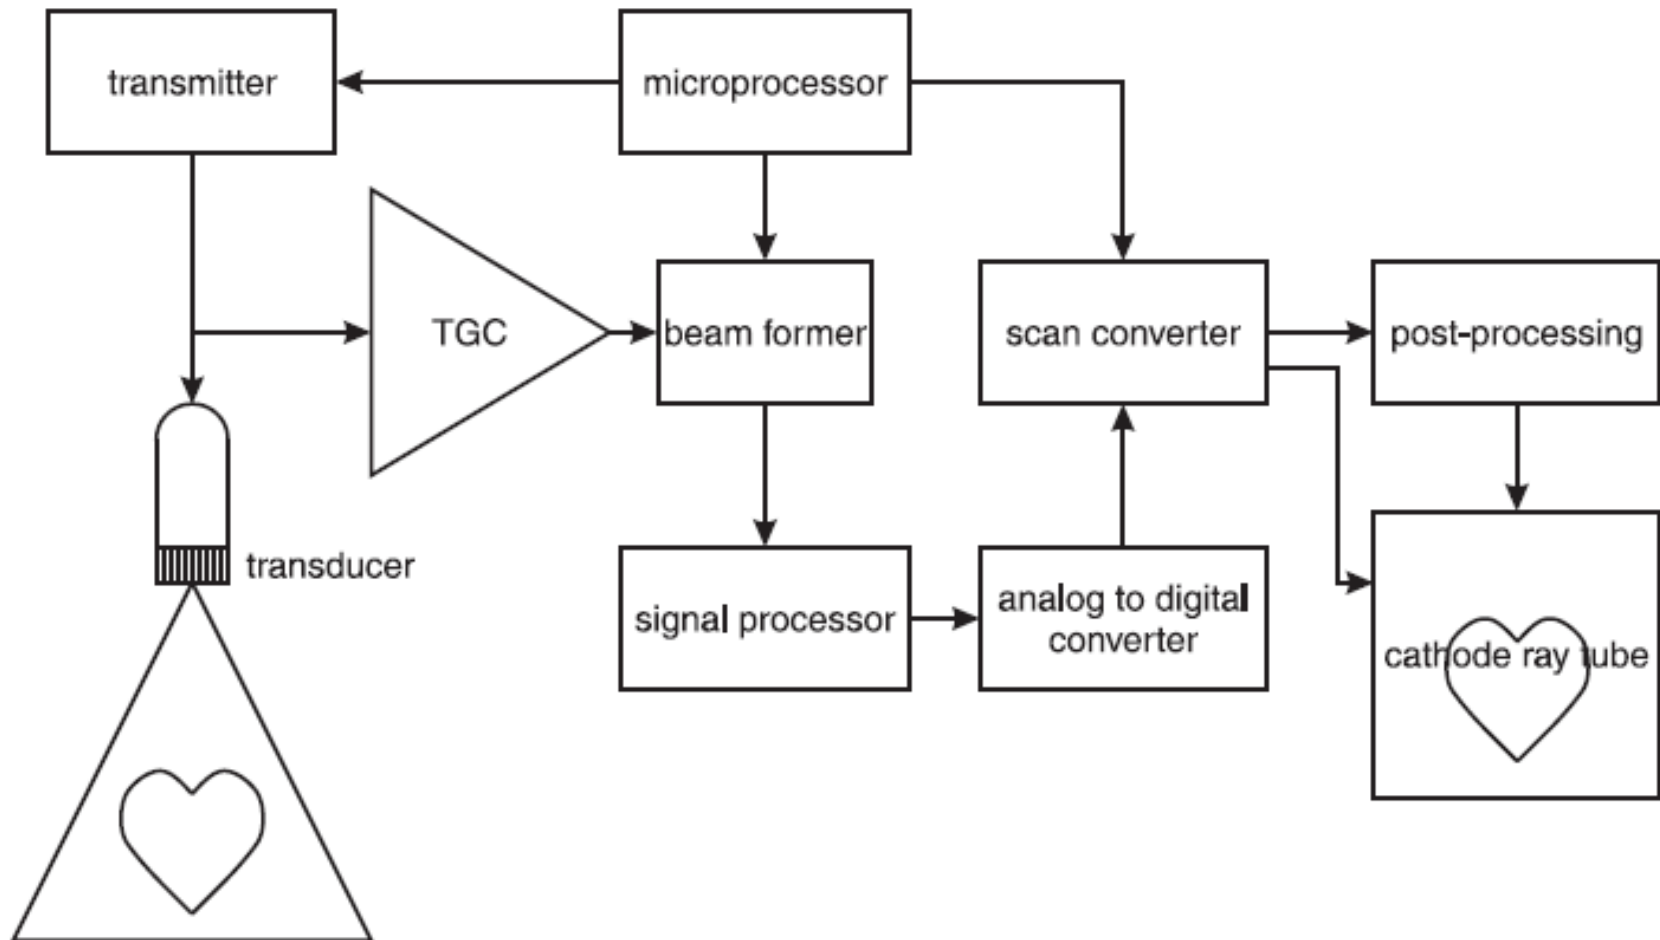 transmitter
microprocessor
TGC
beam former
scan converter
post-processing
transducer
signal processor
analog to digital
converter
cathode ray tube